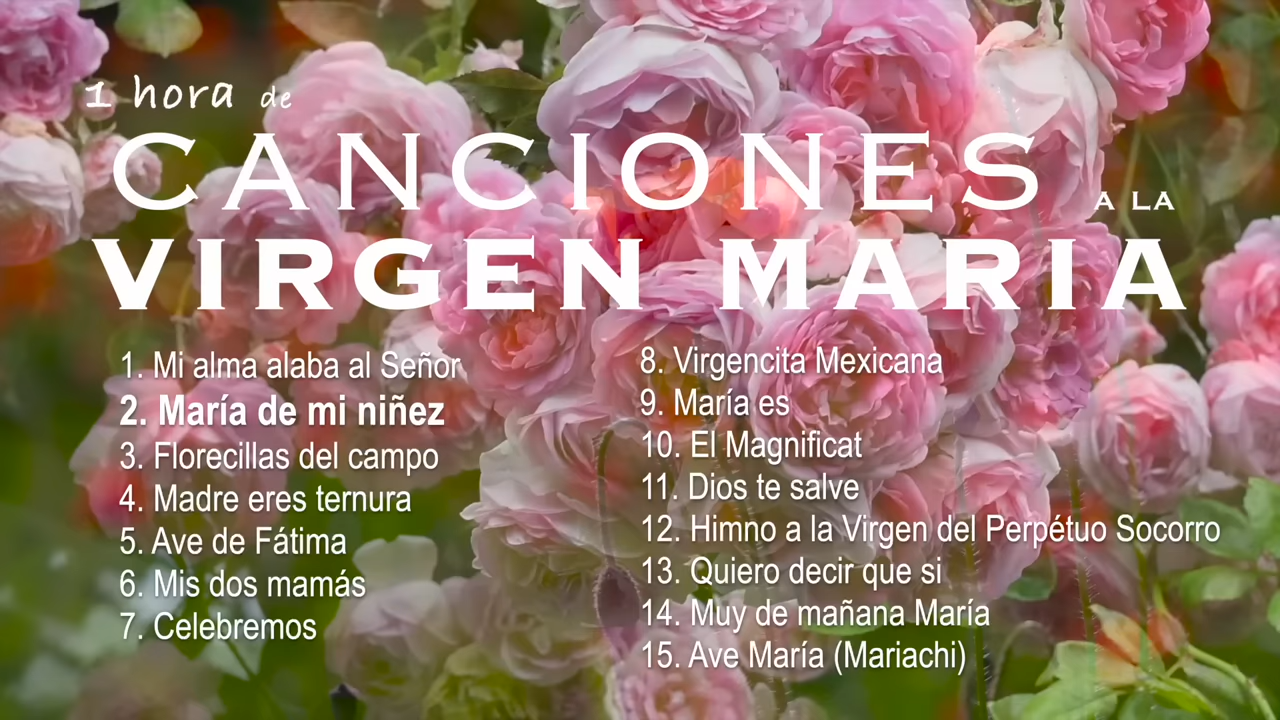 1 hora de
CANCIONES A LA
VIRGEN MARIA
1. Mi alma alaba al Señor
2. María de mi niñez
3. Florecillas del campo
4. Madre eres ternura
5. Ave de Fátima
6. Mis dos mamás
7. Celebremos
8. Virgencita Mexicana
9. María es
10. El Magnificat
11. Dios te salve
12. Himno a la Virgen del Perpétuo Socorro
13. Quiero decir que si
14. Muy de mañana María
15. Ave María (Mariachi)